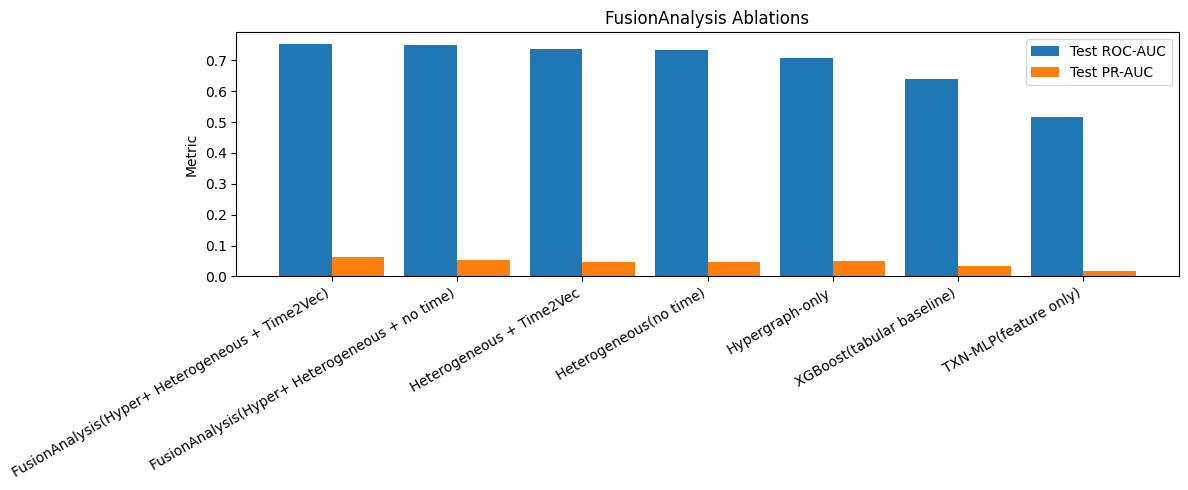 FusionAnalysis Ablations
Test ROC-AUC
Test PR-AUC
Metric
0.7
0.6
0.5
0.4
0.3
0.2
0.1
0.0
FusionAnalysis(Hyper+ Heterogeneous + Time2Vec)
FusionAnalysis(Hyper+ Heterogeneous + no time)
Heterogeneous + Time2Vec
Heterogeneous(no time)
Hypergraph-only
XGBoost(tabular baseline)
TXN-MLP(feature only)